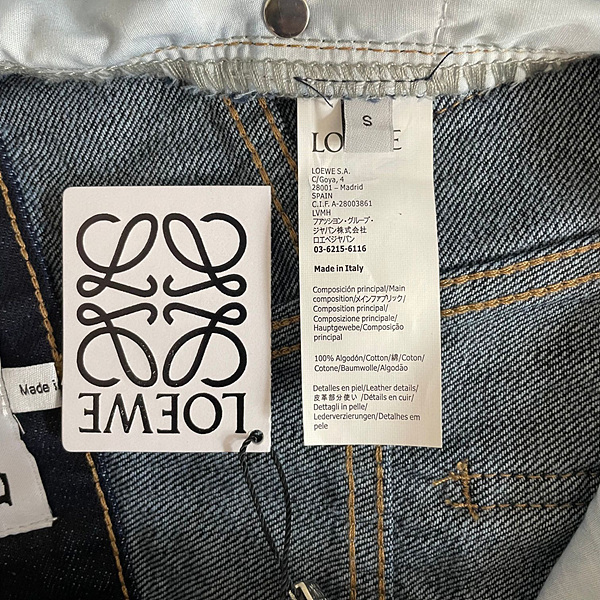 S
LO E
LOEWE S.A.
C/Goya, 4
28001 – Madrid
SPAIN
C.I.F. A-28003861
LVMH
ファッション・グループ・
ジャパン株式会社
ロエベジャパン
03-6215-6116
Made in Italy
Composición principal/Main
composition/メインファブリック/
Composition principal/
Composizione principale/
Hauptgewebe/Composição
principal
100% Algodón/Cotton/綿/Coton/
Cotone/Baumwolle/Algodão
Detalles en piel/Leather details/
皮革部分使い /Détails en cuir/
Dettagli in pelle/
Lederverzierungen/Detalhes em
pele
LOEWE
Made i